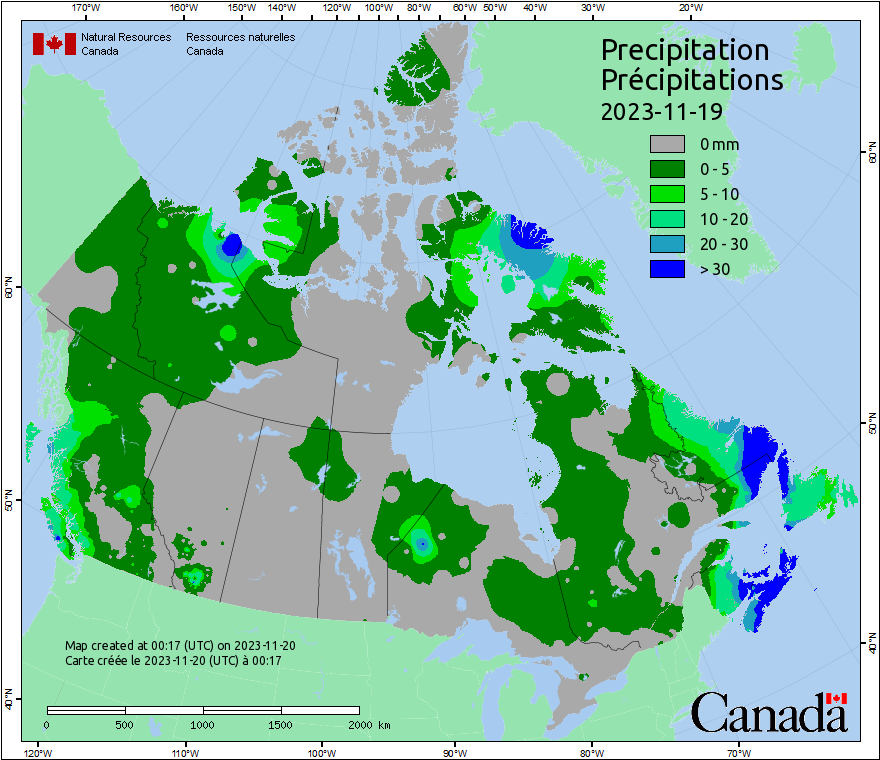 170°W 160°W 150°W 140°W 120°W 100°W 80°W 60°W 50°W 40°W 30°W 20°W
Natural Resources Canada
Ressources naturelles Canada
Precipitation
Précipitations
2023-11-19
0 mm
0 - 5
5 - 10
10 - 20
20 - 30
> 30
60°N
50°N
40°N
60°N
50°N
40°N
Map created at 00:17 (UTC) on 2023-11-20
Carte créée le 2023-11-20 (UTC) à 00:17
0 500 1000 1500 2000 km
Canada
120°W 110°W 100°W 90°W 80°W 70°W